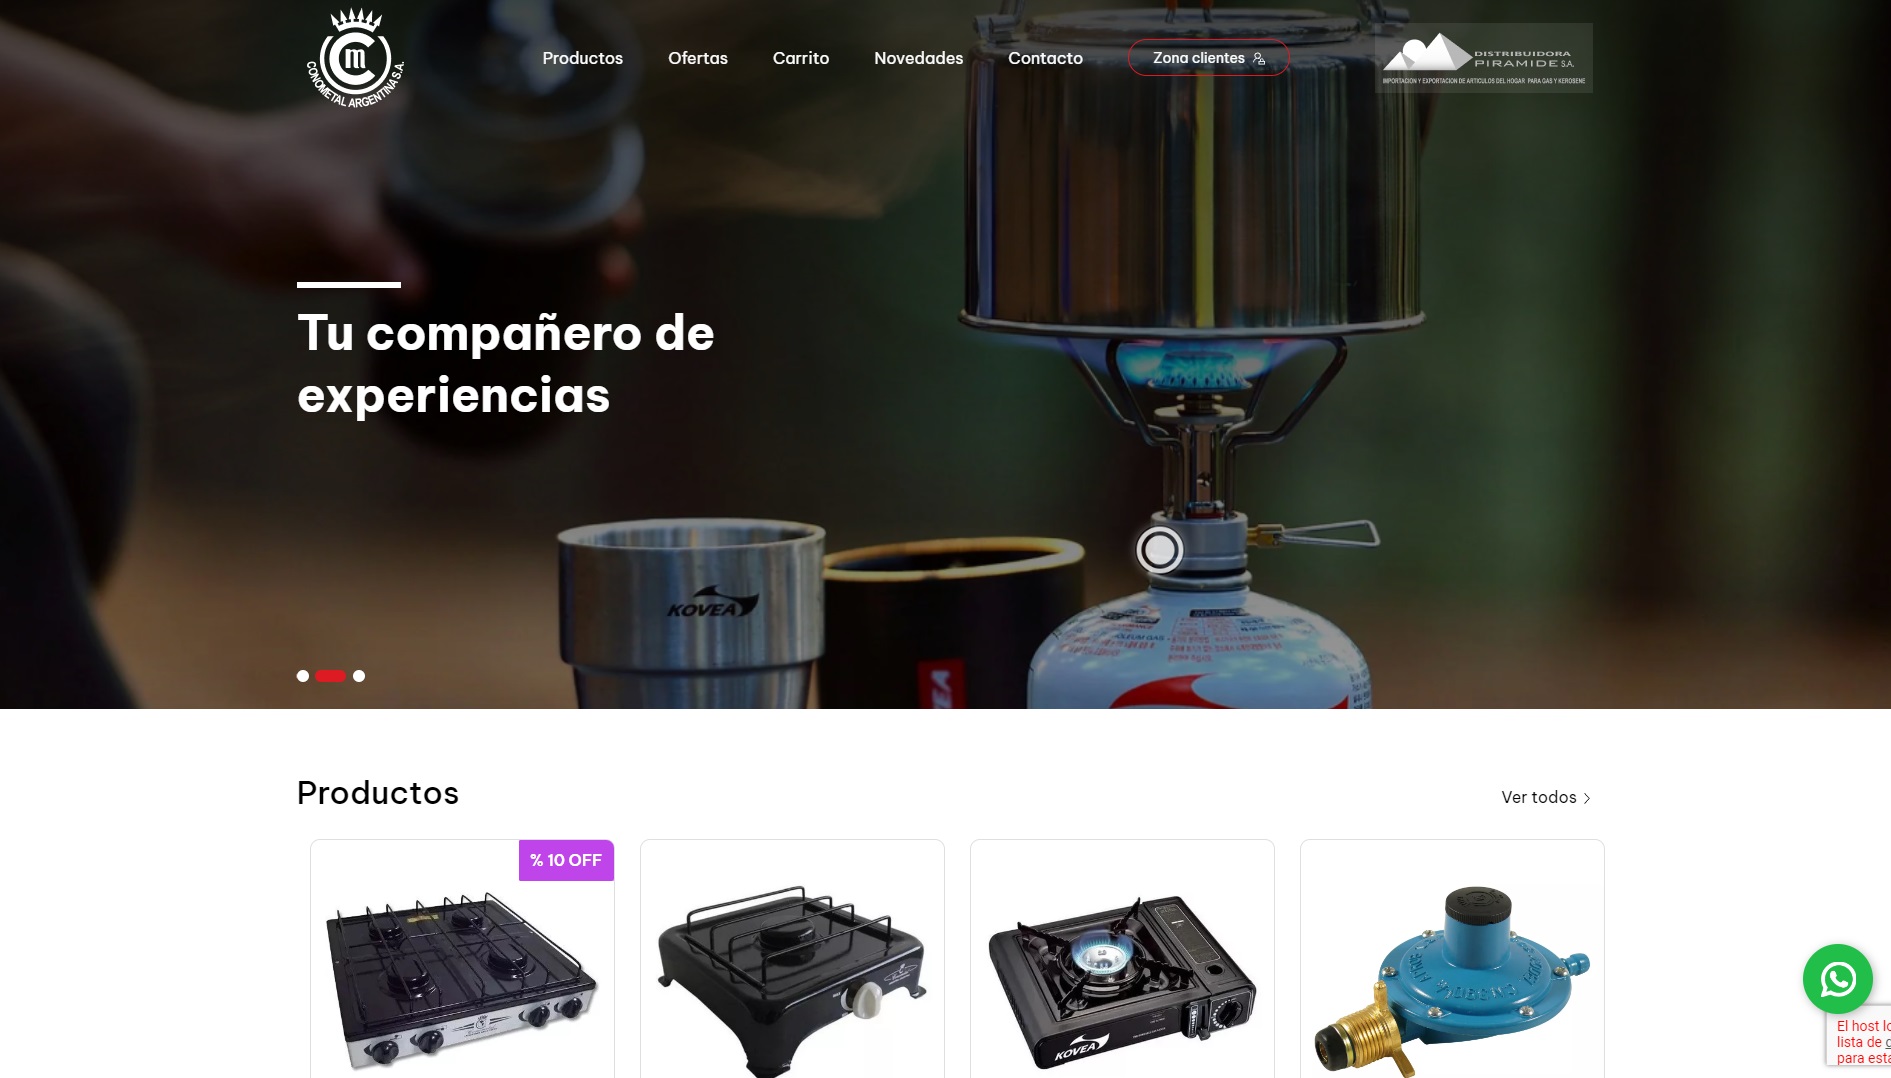 CONOMETAL ARGENTINA S.A.
Productos
Ofertas
Carrito
Novedades
Contacto
Zona clientes
DISTRIBUIDORA
PIRAMIDE S.A.
IMPORTACION Y EXPORTACION DE ARTICULOS DEL HOGAR PARA GAS Y KEROSENE
Tu compañero de
experiencias
KOVEA
Productos
Ver todos
% 10 OFF
KOVEA
El host lo
lista de
para esta